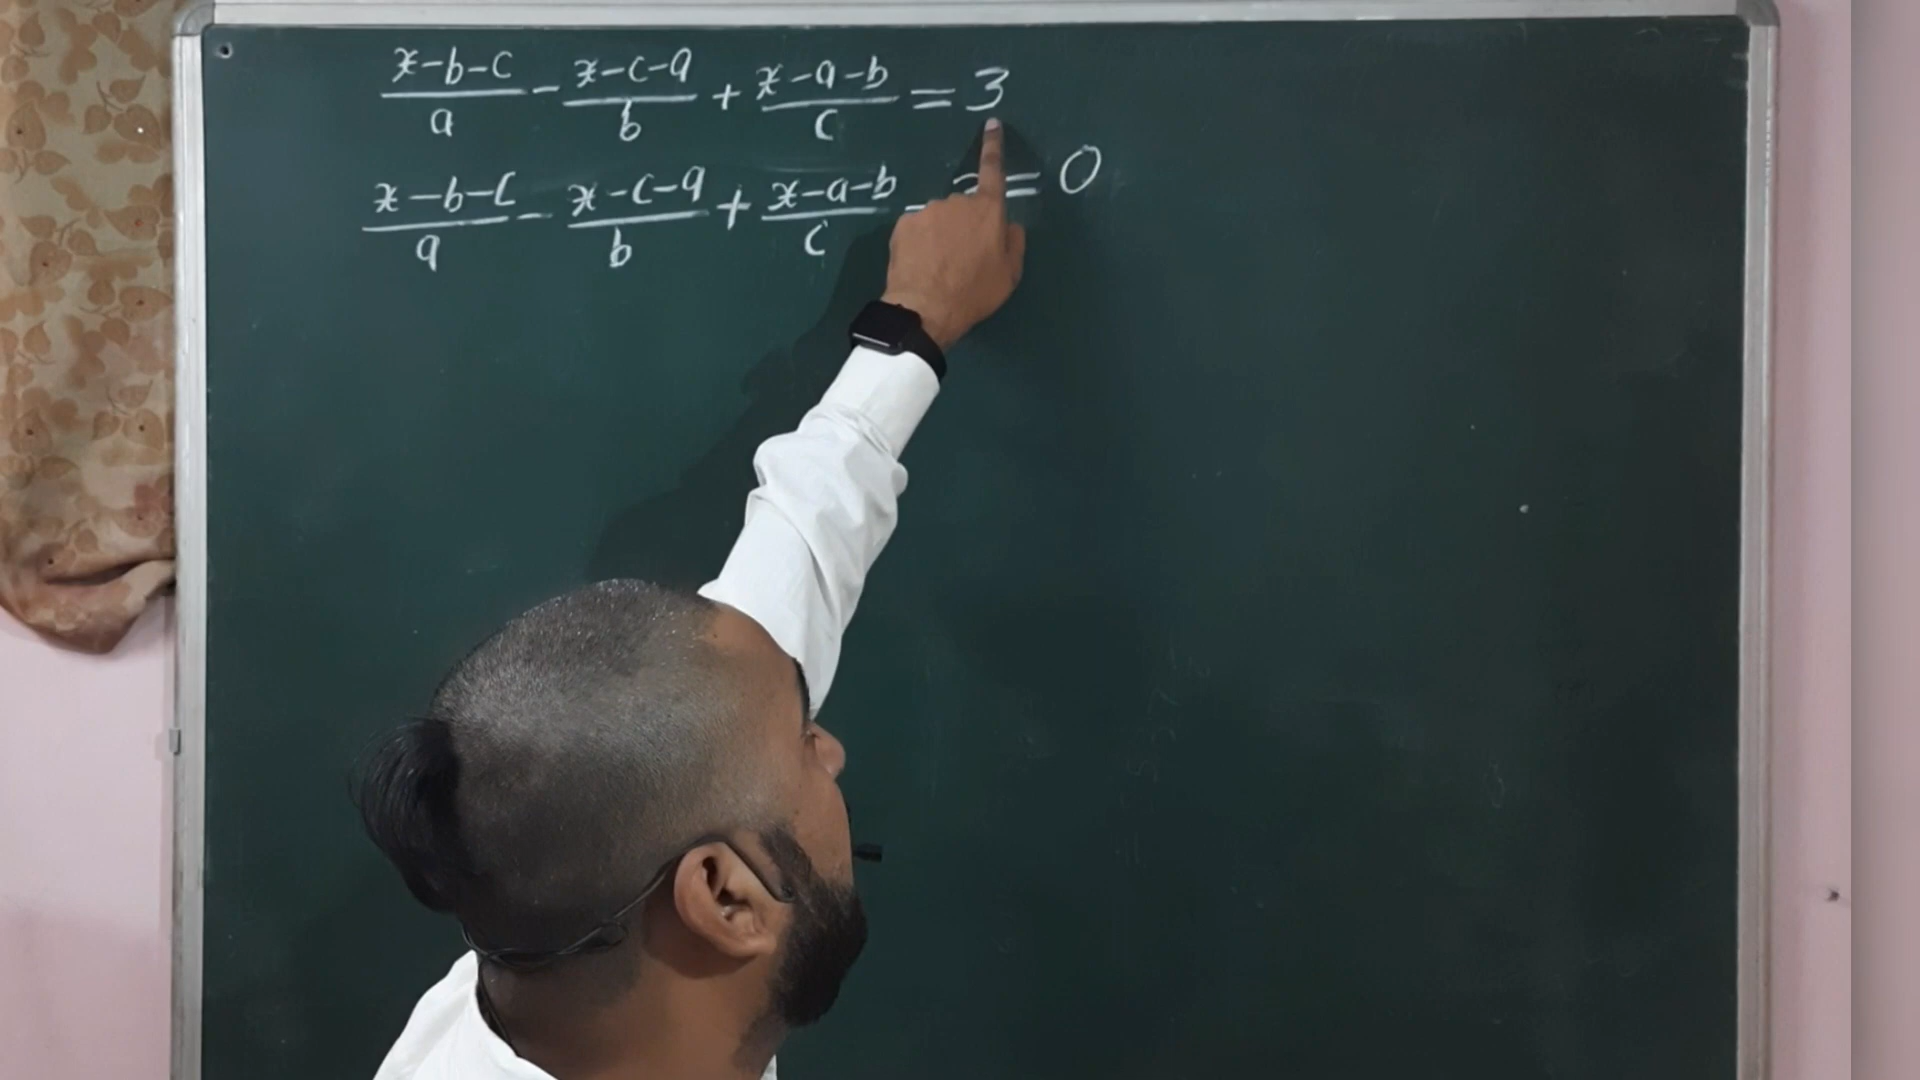 x-b-c/a - x-c-a/b + x-a-b/c = 3
x-b-c/a - x-c-a/b + x-a-b/c - = 0